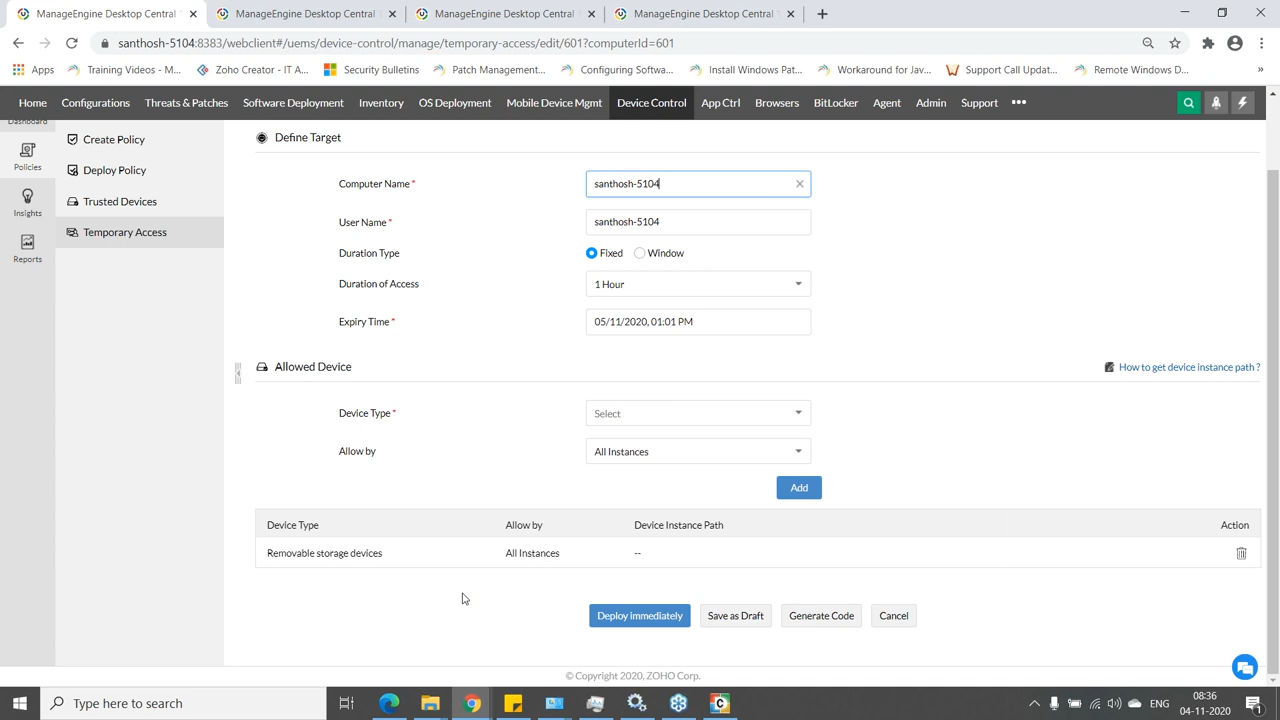 ManageEngine Desktop Central
ManageEngine Desktop Central
ManageEngine Desktop Central
ManageEngine Desktop Central
santhosh-5104:8383/webclient#/uems/device-control/manage/temporary-access/edit/601?computerId=601
Apps Training Videos - M... Zoho Creator - IT A... Security Bulletins Patch Management... Configuring Softwa... Install Windows Pat... Workaround for Jav... Support Call Updat... Remote Windows D... »
Home Configurations Threats & Patches Software Deployment Inventory OS Deployment Mobile Device Mgmt Device Control App Ctrl Browsers BitLocker Agent Admin Support •••
Dashboard
Policies
Insights
Reports
Create Policy
Deploy Policy
Trusted Devices
Temporary Access
Define Target
Computer Name* santhosh-5104
User Name* santhosh-5104
Duration Type Fixed Window
Duration of Access 1 Hour
Expiry Time* 05/11/2020, 01:01 PM
Allowed Device How to get device instance path ?
Device Type* Select
Allow by All Instances
Add
Device Type Allow by Device Instance Path Action
Removable storage devices All Instances --
Deploy immediately Save as Draft Generate Code Cancel
© Copyright 2020, ZOHO Corp.
Type here to search
ENG
08:36
04-11-2020
1